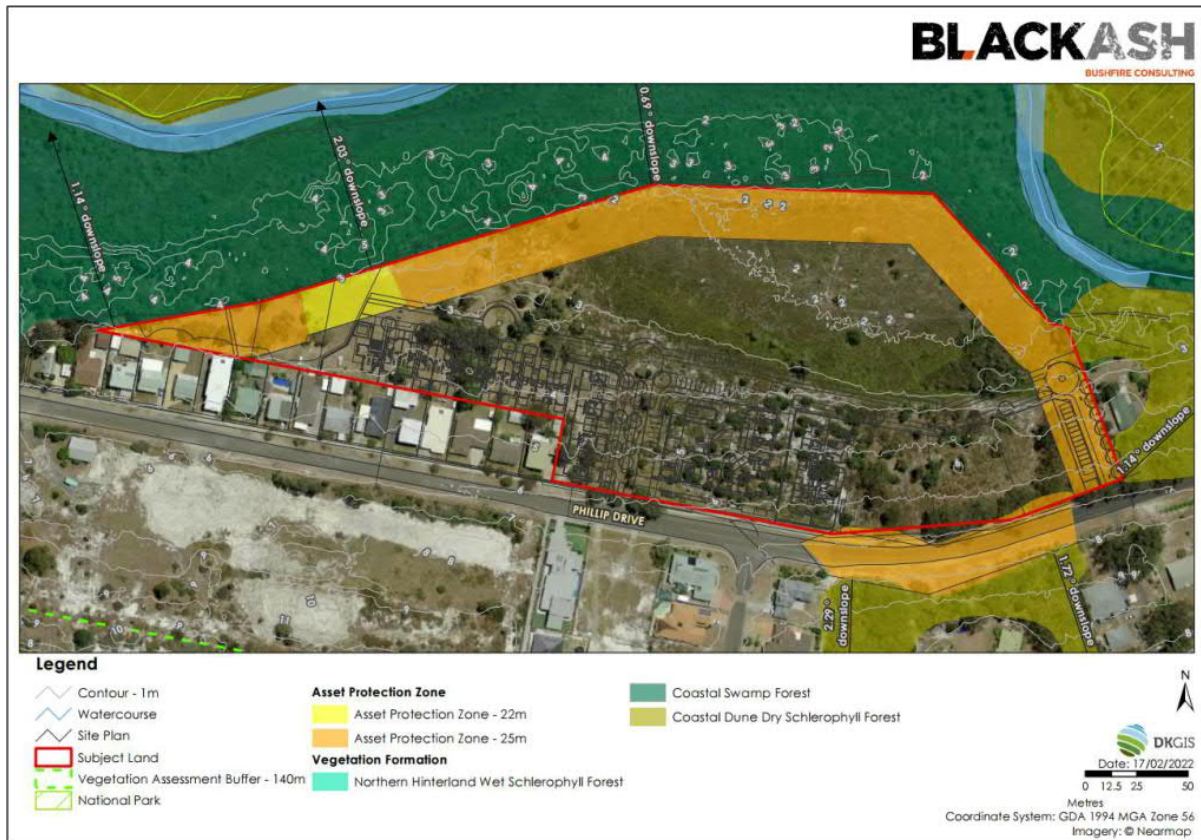 BLACKASH
BUSHFIRE CONSULTING
1.14° downslope
2.03° downslope
0.69° downslope
1.14° downslope
PHILLIP DRIVE
2.29° downslope
1.72° downslope
Legend
Contour - 1m
Watercourse
Site Plan
Subject Land
Vegetation Assessment Buffer - 140m
National Park
Asset Protection Zone
Asset Protection Zone - 22m
Asset Protection Zone - 25m
Vegetation Formation
Northern Hinterland Wet Schlerophyll Forest
Coastal Swamp Forest
Coastal Dune Dry Schlerophyll Forest
N
DKGIS
Date: 17/02/2022
0 12.5 25 50
Metres
Coordinate System: GDA 1994 MGA Zone 56
Imagery: © Nearmap